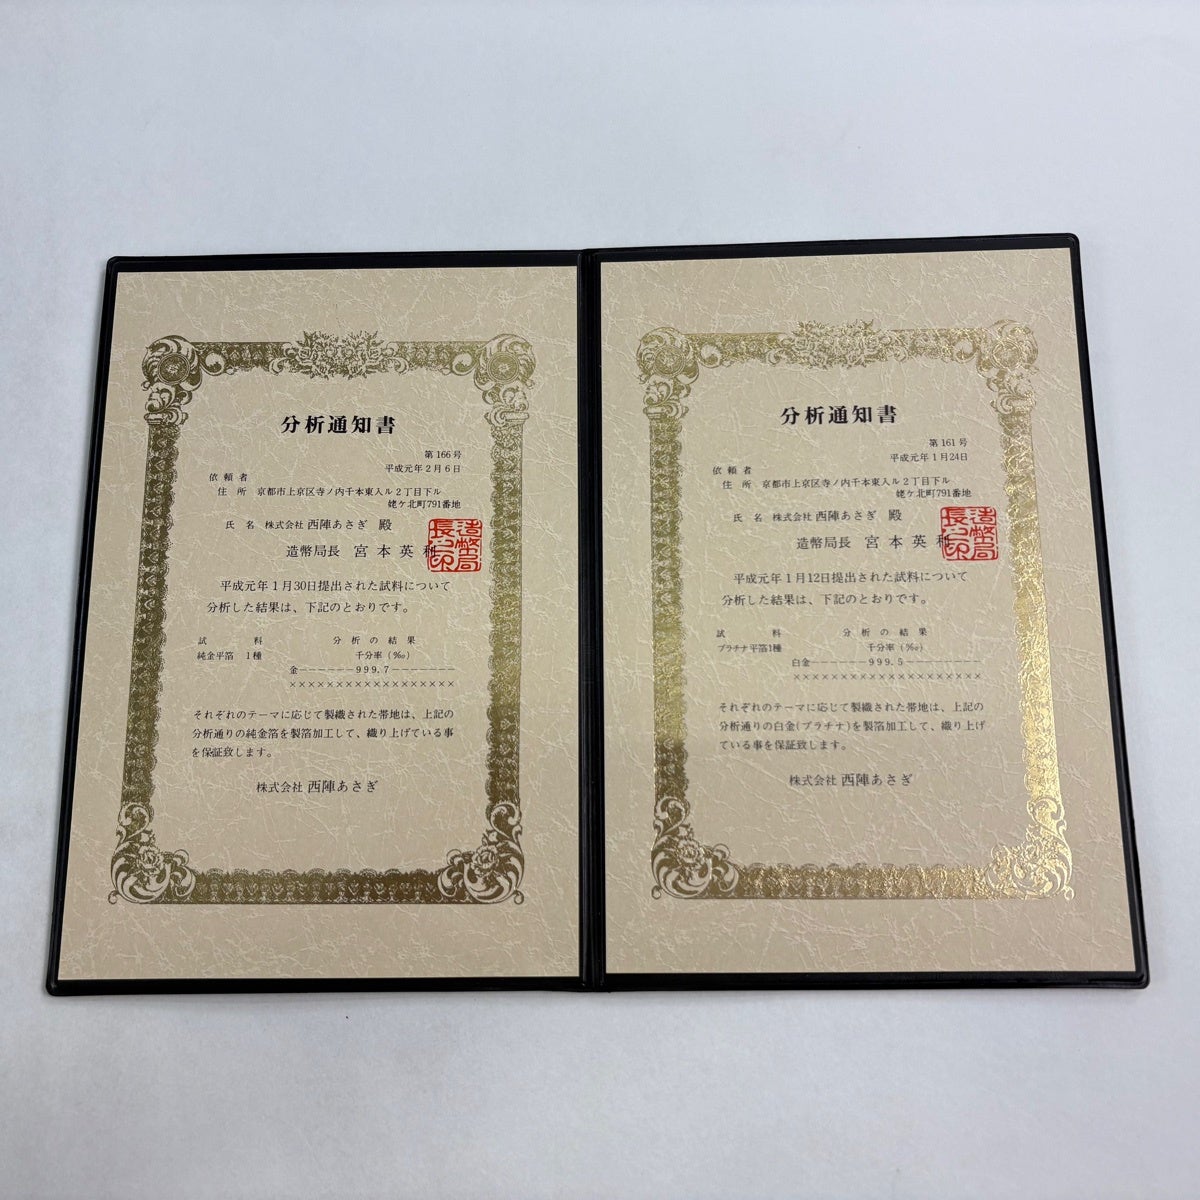 分析通知書
第166号
平成元年2月6日
依頼者
住所 京都市上京区寺ノ内千本東入ル2丁目下ル
姥ケ北町791番地
氏名 株式会社 西陣あさぎ 殿
造幣局長 宮本英利
造幣局長之印
平成元年1月30日提出された試料について
分析した結果は、下記のとおりです。
試料 分析の結果
純金平箔 1種 千分率(‰)
金------999.7-------
××××××××××××××××××
それぞれのテーマに応じて製織された帯地は、上記の
分析通りの純金箔を製箔加工して、織り上げている事
を保証致します。
株式会社 西陣あさぎ
分析通知書
第161号
平成元年1月24日
依頼者
住所 京都市上京区寺ノ内千本東入ル2丁目下ル
姥ケ北町791番地
氏名 株式会社 西陣あさぎ 殿
造幣局長 宮本英利
造幣局長之印
平成元年1月12日提出された試料について
分析した結果は、下記のとおりです。
試料 分析の結果
プラチナ平箔1種 千分率(‰)
白金------999.5---------
××××××××××××××××××××
それぞれのテーマに応じて製織された帯地は、上記の
分析通りの白金(プラチナ)を製箔加工して、織り上げ
ている事を保証致します。
株式会社 西陣あさぎ